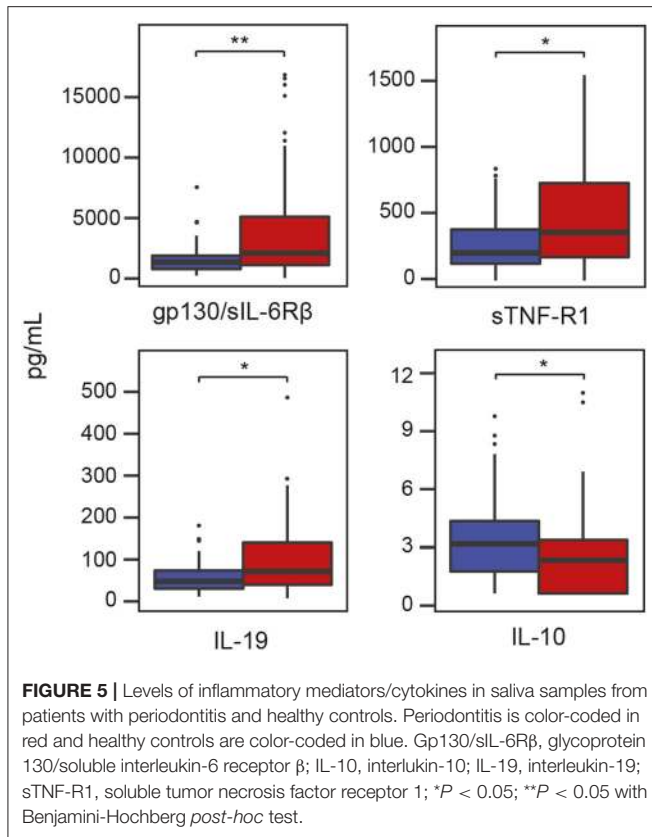 **
15000
10000
5000
0
gp130/sIL-6Rβ
*
1500
1000
500
0
sTNF-R1
pg/mL
*
500
400
300
200
100
0
IL-19
*
12
9
6
3
0
IL-10
FIGURE 5 | Levels of inflammatory mediators/cytokines in saliva samples from
patients with periodontitis and healthy controls. Periodontitis is color-coded in
red and healthy controls are color-coded in blue. Gp130/sIL-6Rβ, glycoprotein
130/soluble interleukin-6 receptor β; IL-10, interlukin-10; IL-19, interleukin-19;
sTNF-R1, soluble tumor necrosis factor receptor 1; *P < 0.05; **P < 0.05 with
Benjamini-Hochberg post-hoc test.